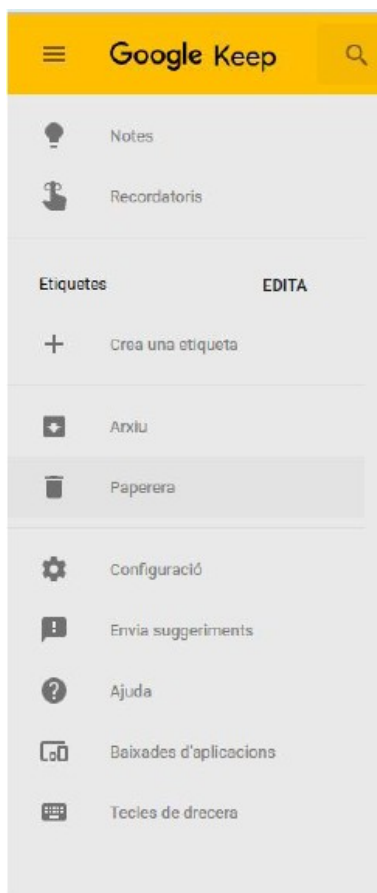 Google Keep
Notes
Recordatoris
Etiquetes EDITA
Crea una etiqueta
Arxiu
Paperera
Configuració
Envia suggeriments
Ajuda
Baixades d'aplicacions
Tecles de drecera